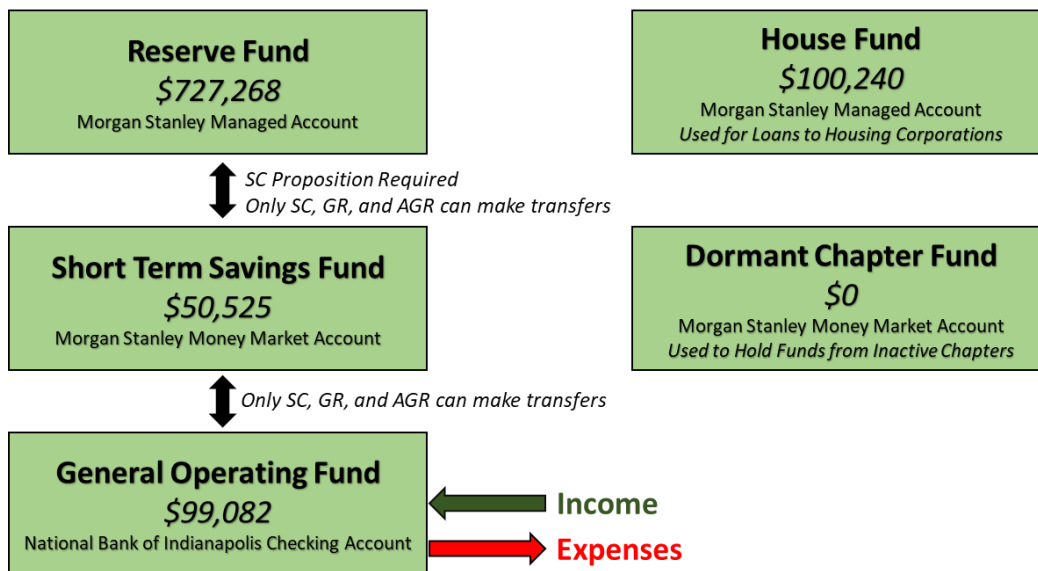 Reserve Fund
$727,268
Morgan Stanley Managed Account
House Fund
$100,240
Morgan Stanley Managed Account
Used for Loans to Housing Corporations
SC Proposition Required
Only SC, GR, and AGR can make transfers
Short Term Savings Fund
$50,525
Morgan Stanley Money Market Account
Dormant Chapter Fund
$0
Morgan Stanley Money Market Account
Used to Hold Funds from Inactive Chapters
Only SC, GR, and AGR can make transfers
General Operating Fund
$99,082
National Bank of Indianapolis Checking Account
Income
Expenses